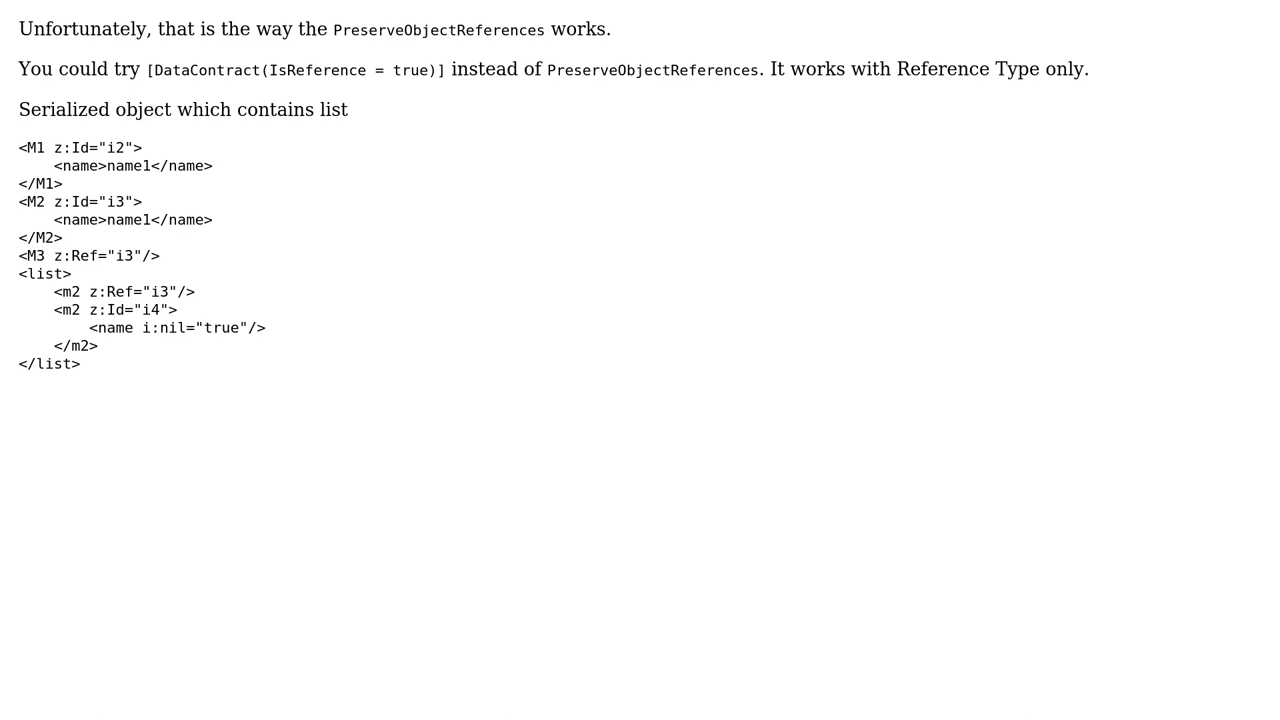 Unfortunately, that is the way the PreserveObjectReferences works.
You could try [DataContract(IsReference = true)] instead of PreserveObjectReferences. It works with Reference Type only.
Serialized object which contains list
<M1 z:Id="i2">
    <name>name1</name>
</M1>
<M2 z:Id="i3">
    <name>name1</name>
</M2>
<M3 z:Ref="i3"/>
<list>
    <m2 z:Ref="i3"/>
    <m2 z:Id="i4">
        <name i:nil="true"/>
    </m2>
</list>